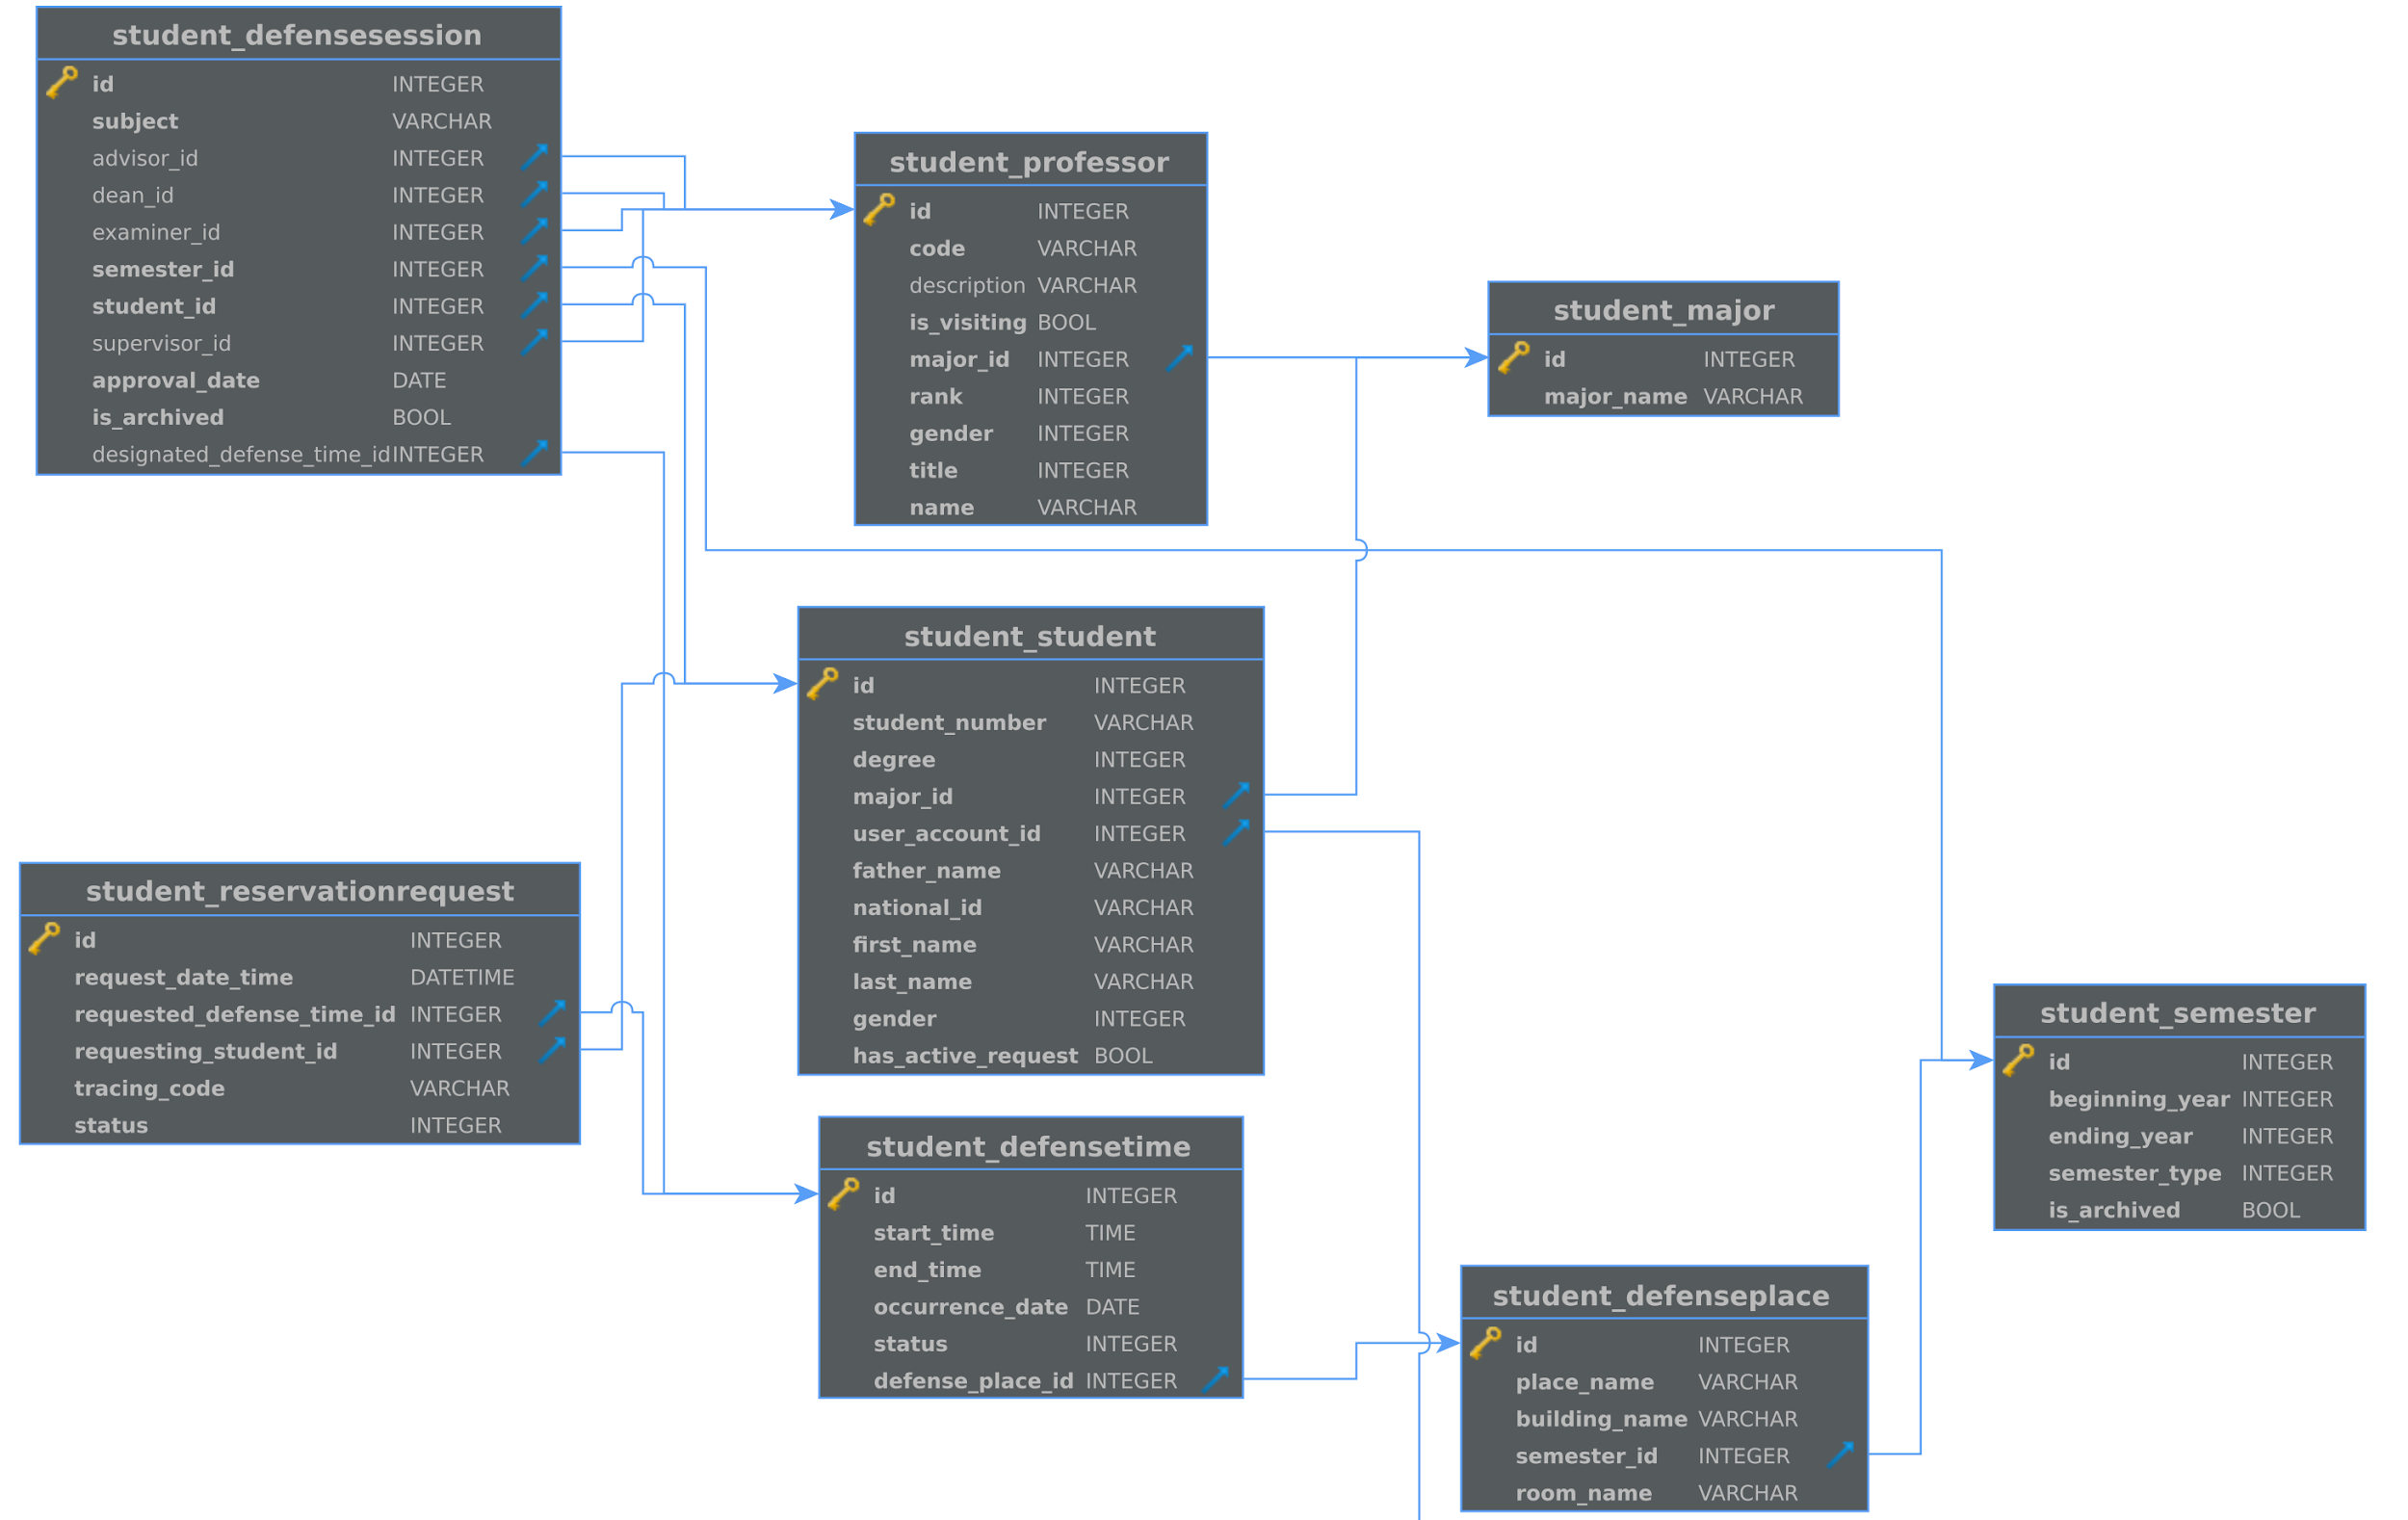 student_defensesession
id INTEGER
subject VARCHAR
advisor_id INTEGER
dean_id INTEGER
examiner_id INTEGER
semester_id INTEGER
student_id INTEGER
supervisor_id INTEGER
approval_date DATE
is_archived BOOL
designated_defense_time_id INTEGER
student_professor
id INTEGER
code VARCHAR
description VARCHAR
is_visiting BOOL
major_id INTEGER
rank INTEGER
gender INTEGER
title INTEGER
name VARCHAR
student_major
id INTEGER
major_name VARCHAR
student_student
id INTEGER
student_number VARCHAR
degree INTEGER
major_id INTEGER
user_account_id INTEGER
father_name VARCHAR
national_id VARCHAR
first_name VARCHAR
last_name VARCHAR
gender INTEGER
has_active_request BOOL
student_reservationrequest
id INTEGER
request_date_time DATETIME
requested_defense_time_id INTEGER
requesting_student_id INTEGER
tracing_code VARCHAR
status INTEGER
student_semester
id INTEGER
beginning_year INTEGER
ending_year INTEGER
semester_type INTEGER
is_archived BOOL
student_defensetime
id INTEGER
start_time TIME
end_time TIME
occurrence_date DATE
status INTEGER
defense_place_id INTEGER
student_defenseplace
id INTEGER
place_name VARCHAR
building_name VARCHAR
semester_id INTEGER
room_name VARCHAR